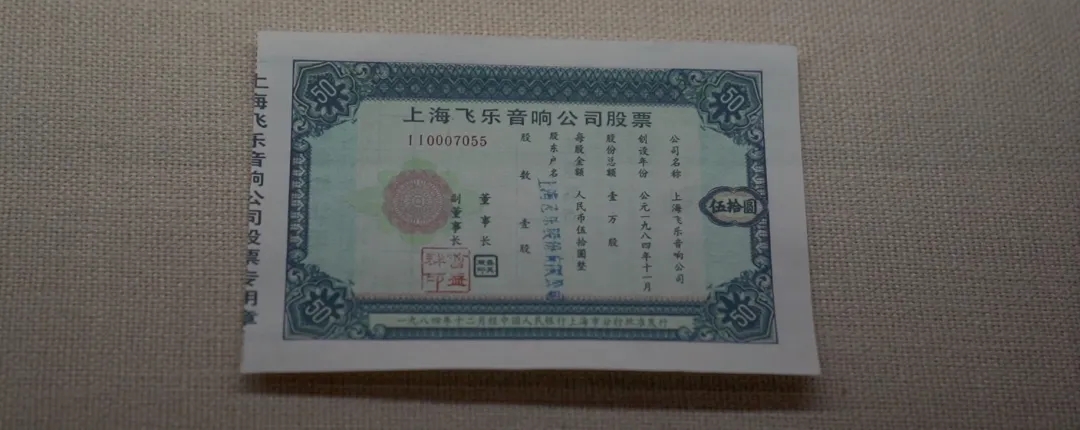 上海飞乐音响公司股票
II0007055
公司名称 上海飞乐音响公司
创设年份 公元一九八四年十一月
股份总额 壹万股
每股金额 人民币伍拾圆整
股东户名
股数 壹股
董事长
副董事长
50
50
50
50
伍拾圆
一九八四年十二月经中国人民银行上海市分行批准发行
上海飞乐音响公司股票专用章